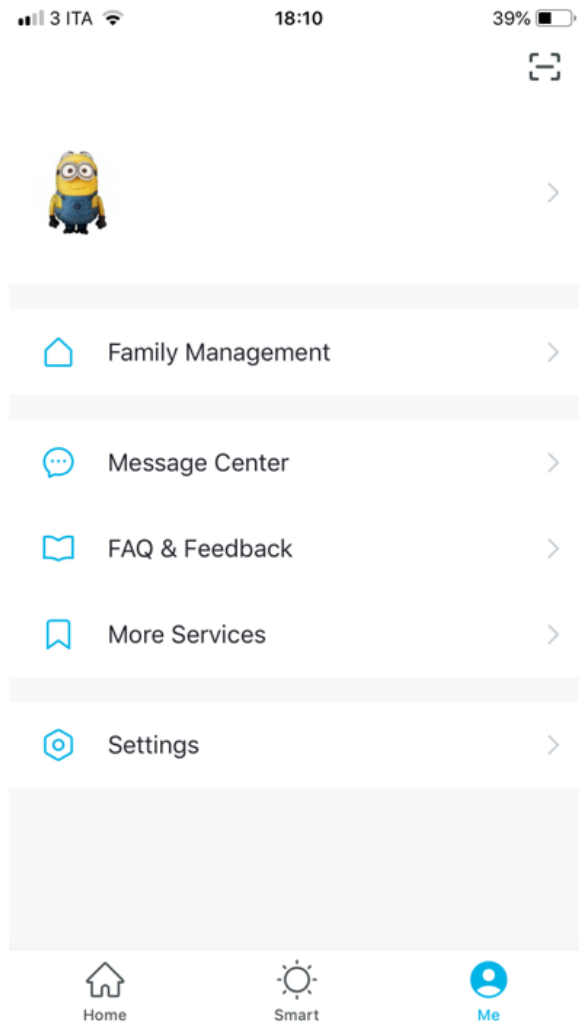 3 ITA 18:10 39%
Family Management
Message Center
FAQ & Feedback
More Services
Settings
Home Smart Me